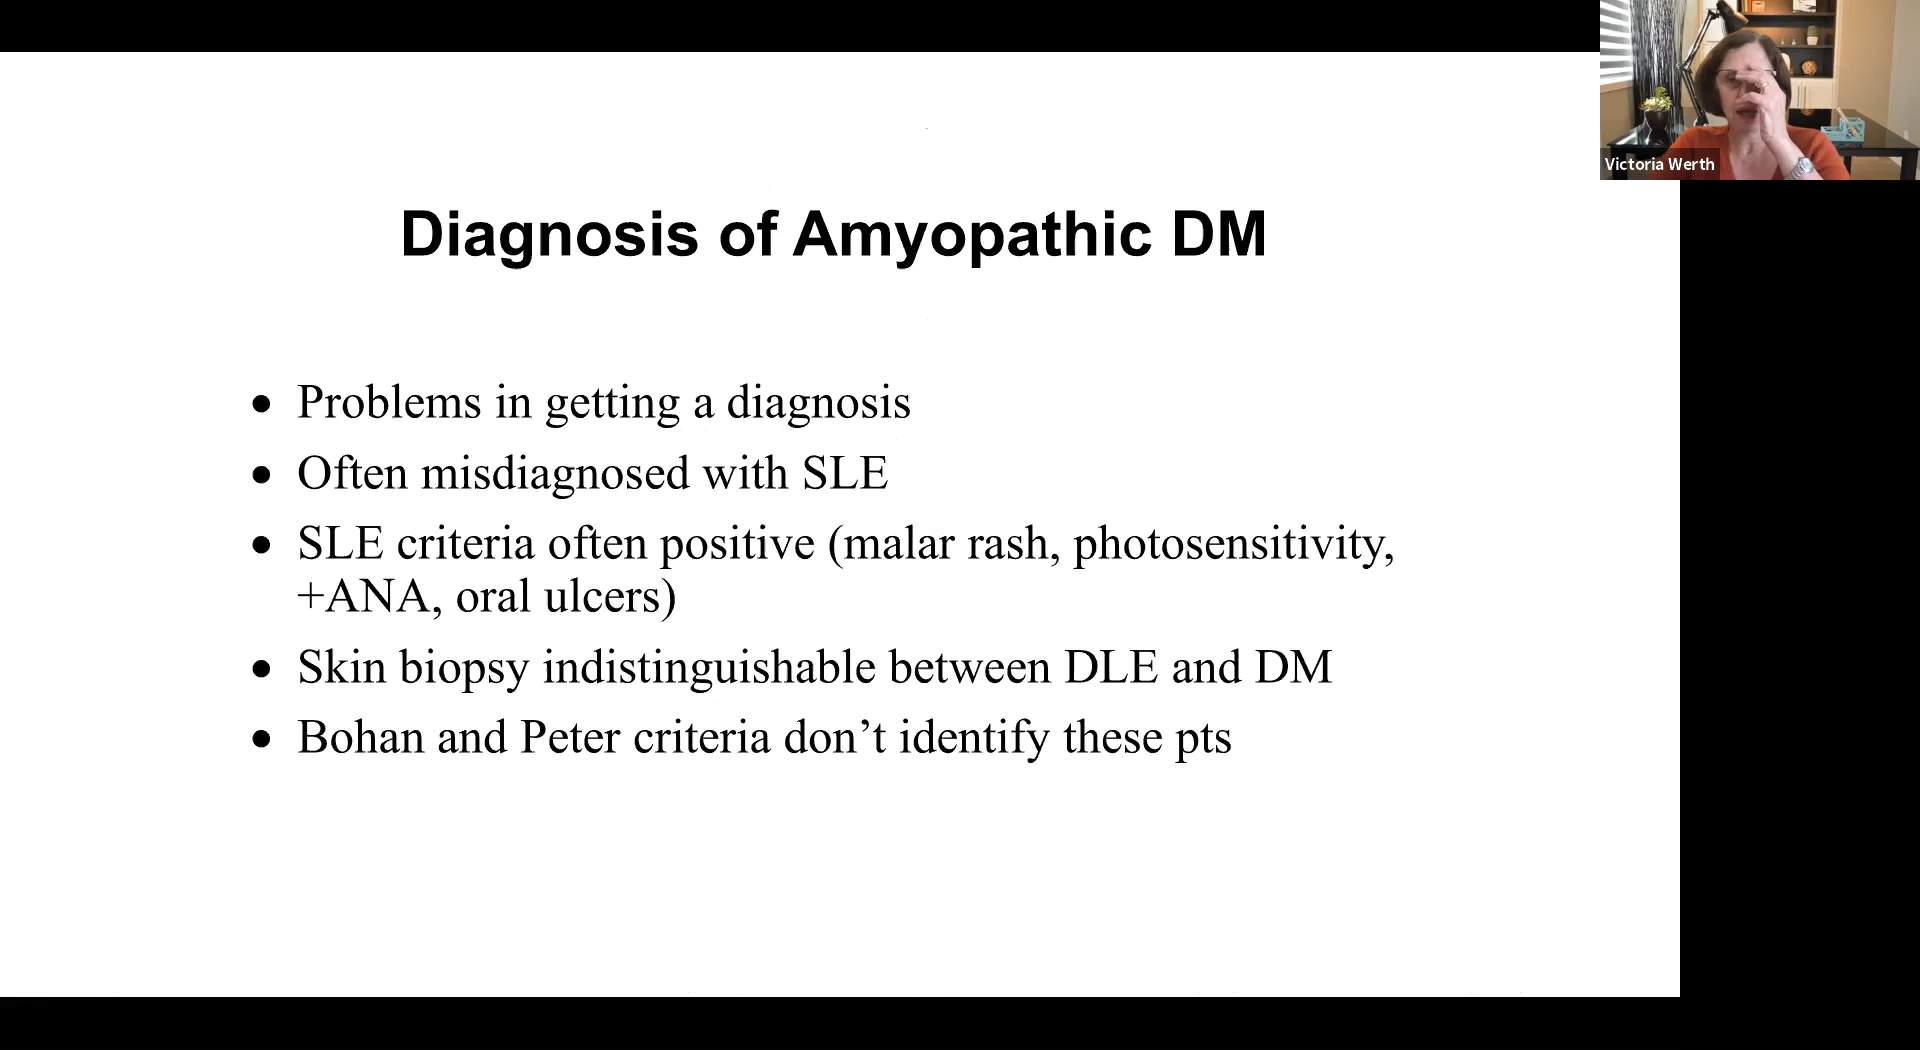 Victoria Werth
Diagnosis of Amyopathic DM
• Problems in getting a diagnosis
• Often misdiagnosed with SLE
• SLE criteria often positive (malar rash, photosensitivity,
+ANA, oral ulcers)
• Skin biopsy indistinguishable between DLE and DM
• Bohan and Peter criteria don’t identify these pts